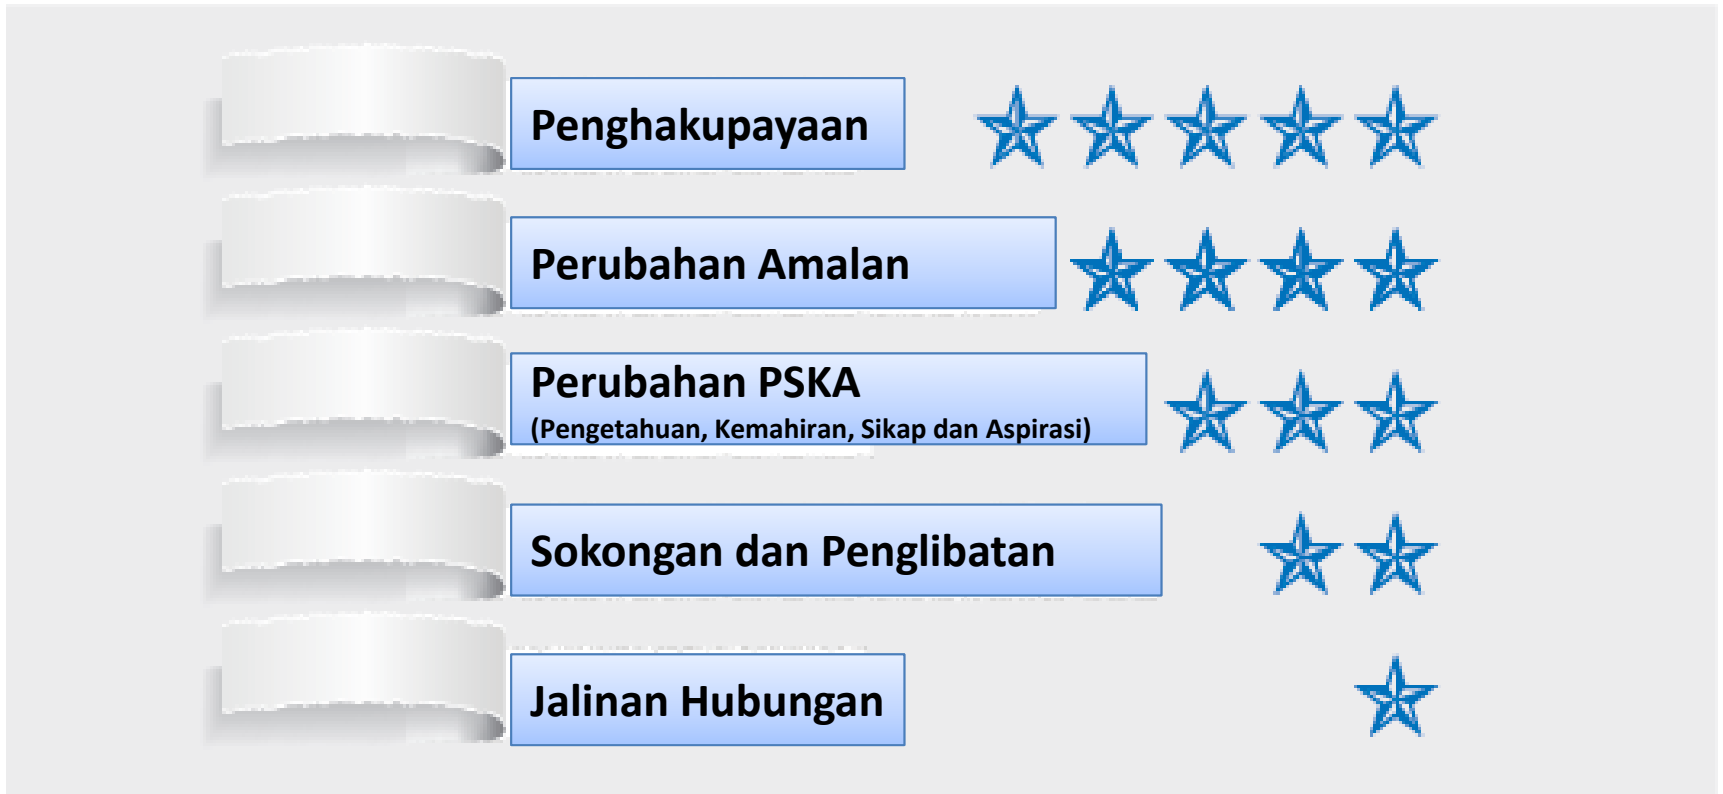 Penghakupayaan
Perubahan Amalan
Perubahan PSKA
(Pengetahuan, Kemahiran, Sikap dan Aspirasi)
Sokongan dan Penglibatan
Jalinan Hubungan